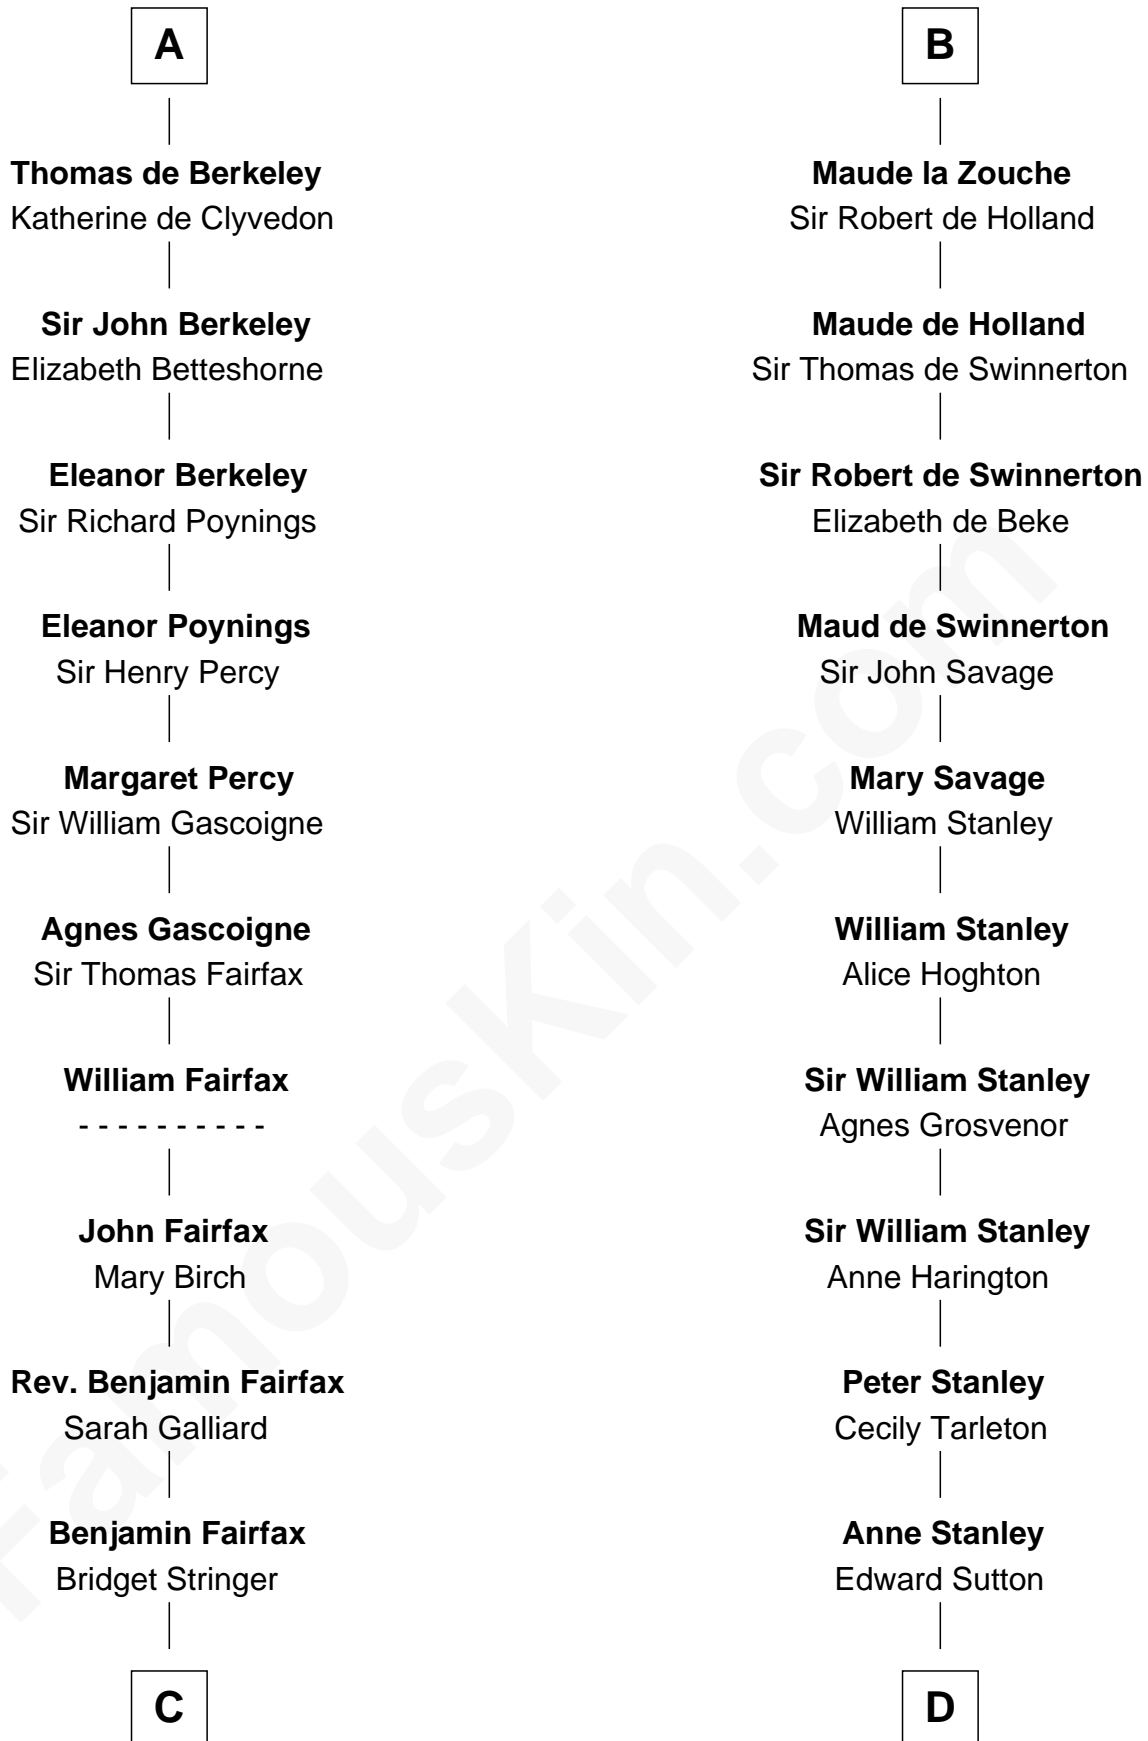 A
Thomas de Berkeley
Katherine de Clyvedon
Sir John Berkeley
Elizabeth Betteshorne
Eleanor Berkeley
Sir Richard Poynings
Eleanor Poynings
Sir Henry Percy
Margaret Percy
Sir William Gascoigne
Agnes Gascoigne
Sir Thomas Fairfax
William Fairfax
- - - - - - - - - -
John Fairfax
Mary Birch
Rev. Benjamin Fairfax
Sarah Galliard
Benjamin Fairfax
Bridget Stringer
C
B
Maude la Zouche
Sir Robert de Holland
Maude de Holland
Sir Thomas de Swinnerton
Sir Robert de Swinnerton
Elizabeth de Beke
Maud de Swinnerton
Sir John Savage
Mary Savage
William Stanley
William Stanley
Alice Hoghton
Sir William Stanley
Agnes Grosvenor
Sir William Stanley
Anne Harington
Peter Stanley
Cecily Tarleton
Anne Stanley
Edward Sutton
D
FamousKin.com